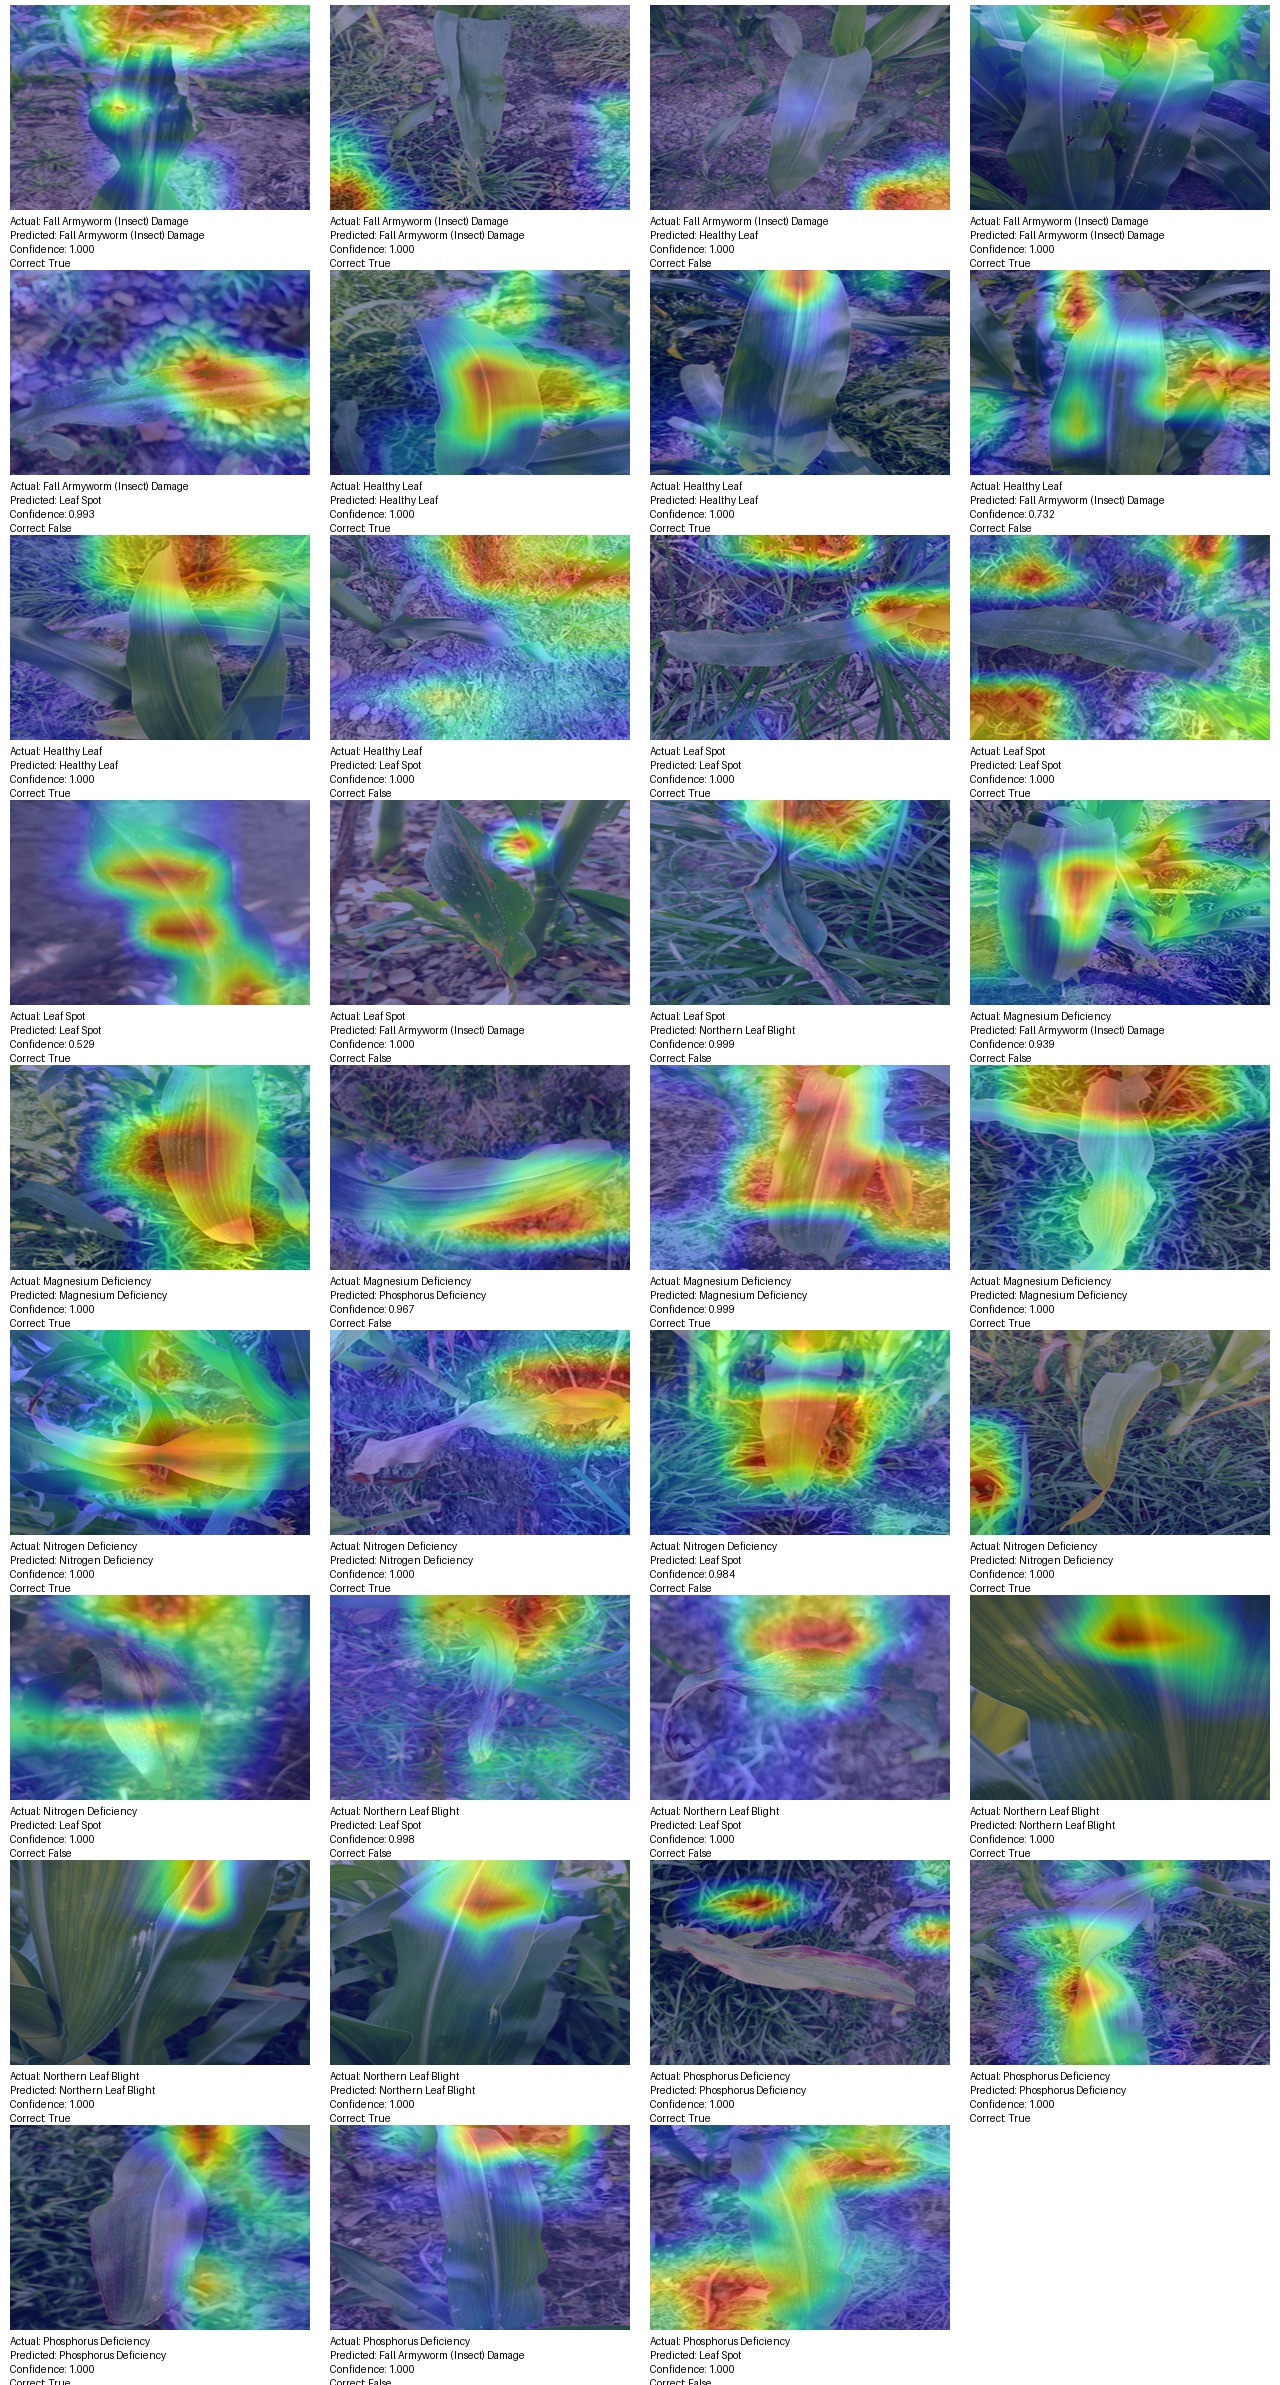 Actual: Fall Armyworm (Insect) Damage
Predicted: Fall Armyworm (Insect) Damage
Confidence: 1.000
Correct: True
Actual: Fall Armyworm (Insect) Damage
Predicted: Fall Armyworm (Insect) Damage
Confidence: 1.000
Correct: True
Actual: Fall Armyworm (Insect) Damage
Predicted: Healthy Leaf
Confidence: 1.000
Correct: False
Actual: Fall Armyworm (Insect) Damage
Predicted: Fall Armyworm (Insect) Damage
Confidence: 1.000
Correct: True
Actual: Fall Armyworm (Insect) Damage
Predicted: Leaf Spot
Confidence: 0.993
Correct: False
Actual: Healthy Leaf
Predicted: Healthy Leaf
Confidence: 1.000
Correct: True
Actual: Healthy Leaf
Predicted: Healthy Leaf
Confidence: 1.000
Correct: True
Actual: Healthy Leaf
Predicted: Fall Armyworm (Insect) Damage
Confidence: 0.732
Correct: False
Actual: Healthy Leaf
Predicted: Healthy Leaf
Confidence: 1.000
Correct: True
Actual: Healthy Leaf
Predicted: Leaf Spot
Confidence: 1.000
Correct: False
Actual: Leaf Spot
Predicted: Leaf Spot
Confidence: 1.000
Correct: True
Actual: Leaf Spot
Predicted: Leaf Spot
Confidence: 1.000
Correct: True
Actual: Leaf Spot
Predicted: Leaf Spot
Confidence: 0.529
Correct: True
Actual: Leaf Spot
Predicted: Fall Armyworm (Insect) Damage
Confidence: 1.000
Correct: False
Actual: Leaf Spot
Predicted: Northern Leaf Blight
Confidence: 0.999
Correct: False
Actual: Magnesium Deficiency
Predicted: Fall Armyworm (Insect) Damage
Confidence: 0.939
Correct: False
Actual: Magnesium Deficiency
Predicted: Magnesium Deficiency
Confidence: 1.000
Correct: True
Actual: Magnesium Deficiency
Predicted: Phosphorus Deficiency
Confidence: 0.967
Correct: False
Actual: Magnesium Deficiency
Predicted: Magnesium Deficiency
Confidence: 0.999
Correct: True
Actual: Magnesium Deficiency
Predicted: Magnesium Deficiency
Confidence: 1.000
Correct: True
Actual: Nitrogen Deficiency
Predicted: Nitrogen Deficiency
Confidence: 1.000
Correct: True
Actual: Nitrogen Deficiency
Predicted: Nitrogen Deficiency
Confidence: 1.000
Correct: True
Actual: Nitrogen Deficiency
Predicted: Leaf Spot
Confidence: 0.984
Correct: False
Actual: Nitrogen Deficiency
Predicted: Nitrogen Deficiency
Confidence: 1.000
Correct: True
Actual: Nitrogen Deficiency
Predicted: Leaf Spot
Confidence: 1.000
Correct: False
Actual: Northern Leaf Blight
Predicted: Leaf Spot
Confidence: 0.998
Correct: False
Actual: Northern Leaf Blight
Predicted: Leaf Spot
Confidence: 1.000
Correct: False
Actual: Northern Leaf Blight
Predicted: Northern Leaf Blight
Confidence: 1.000
Correct: True
Actual: Northern Leaf Blight
Predicted: Northern Leaf Blight
Confidence: 1.000
Correct: True
Actual: Northern Leaf Blight
Predicted: Northern Leaf Blight
Confidence: 1.000
Correct: True
Actual: Phosphorus Deficiency
Predicted: Phosphorus Deficiency
Confidence: 1.000
Correct: True
Actual: Phosphorus Deficiency
Predicted: Phosphorus Deficiency
Confidence: 1.000
Correct: True
Actual: Phosphorus Deficiency
Predicted: Phosphorus Deficiency
Confidence: 1.000
Correct: True
Actual: Phosphorus Deficiency
Predicted: Fall Armyworm (Insect) Damage
Confidence: 1.000
Correct: False
Actual: Phosphorus Deficiency
Predicted: Leaf Spot
Confidence: 1.000
Correct: False